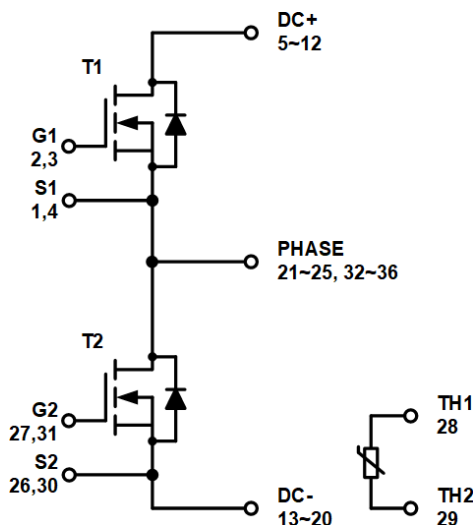 DC+
5~12
T1
G1
2,3
S1
1,4
PHASE
21~25, 32~36
T2
G2
27,31
S2
26,30
DC-
13~20
TH1
28
TH2
29